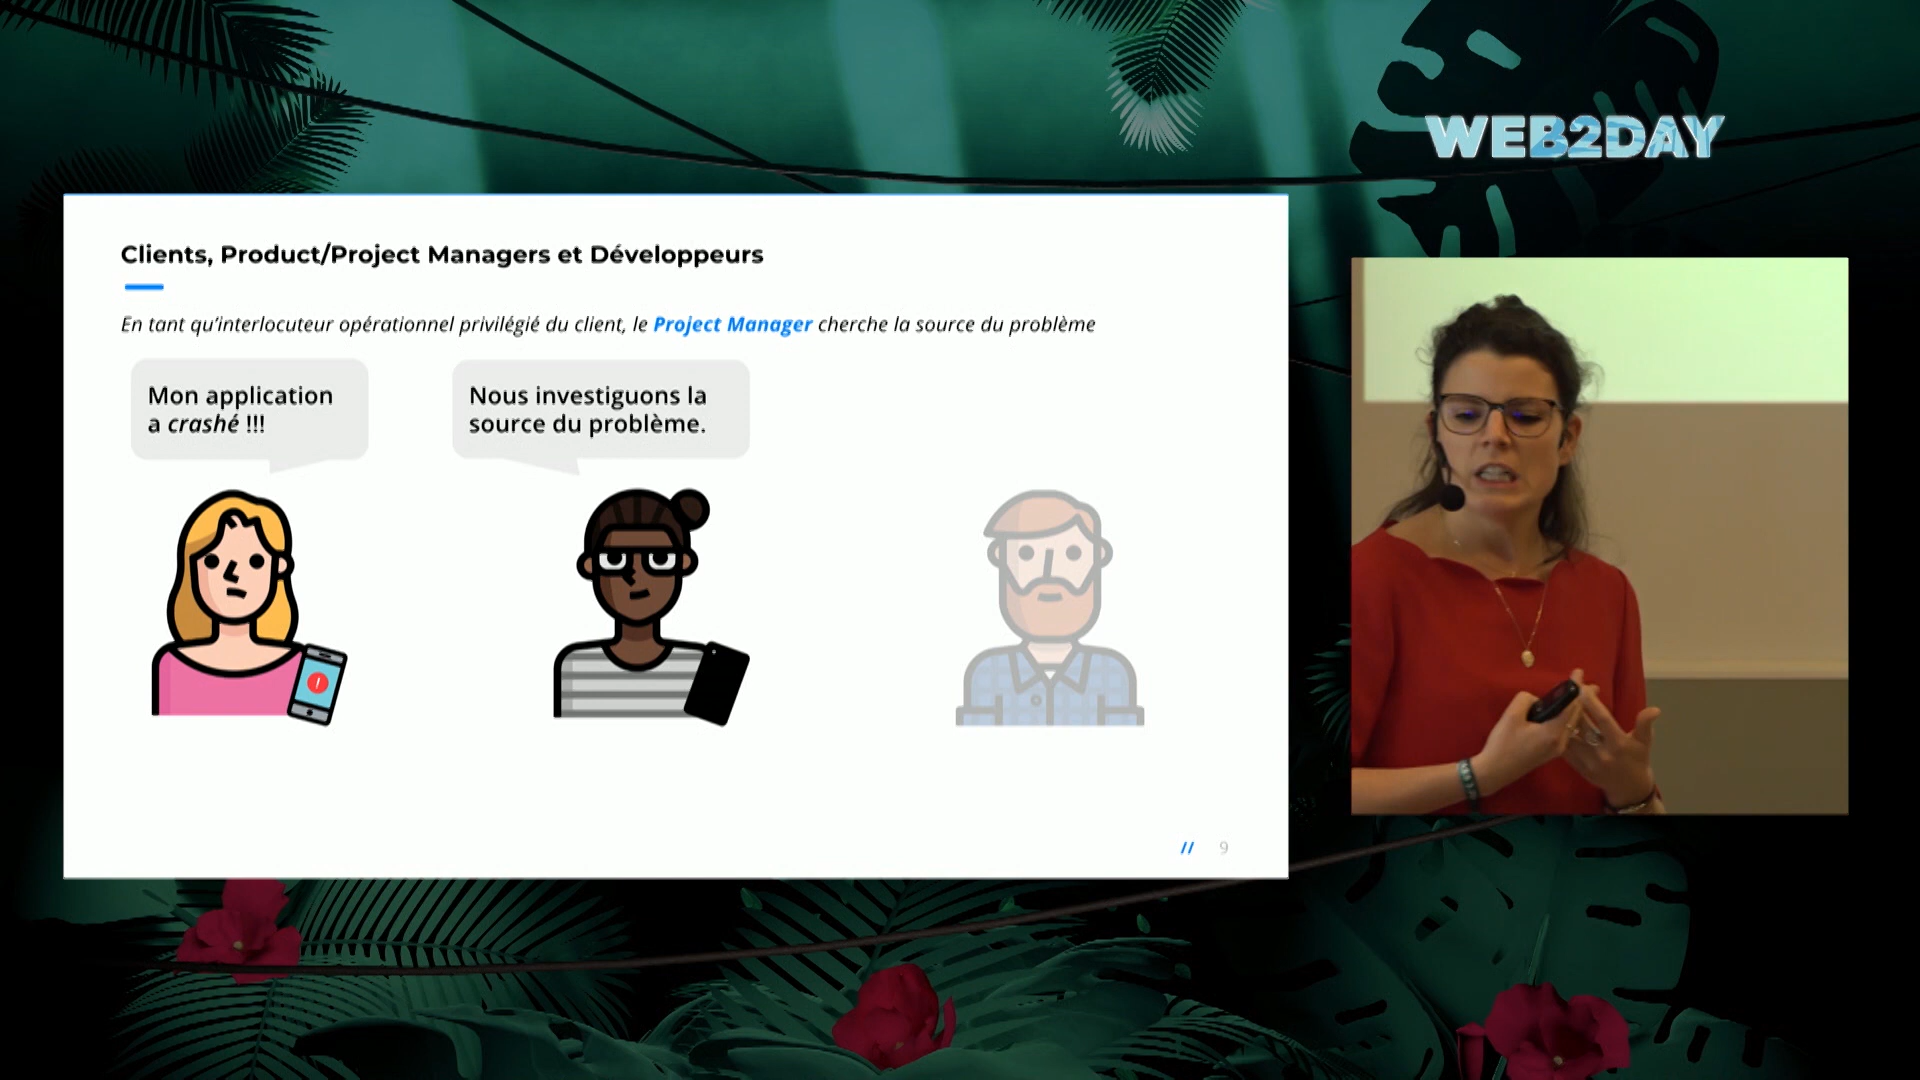 WEB2DAY
Clients, Product/Project Managers et Développeurs
En tant qu'interlocuteur opérationnel privilégié du client, le Project Manager cherche la source du problème
Mon application
a crashé !!!
Nous investiguons la
source du problème.
!
// 9